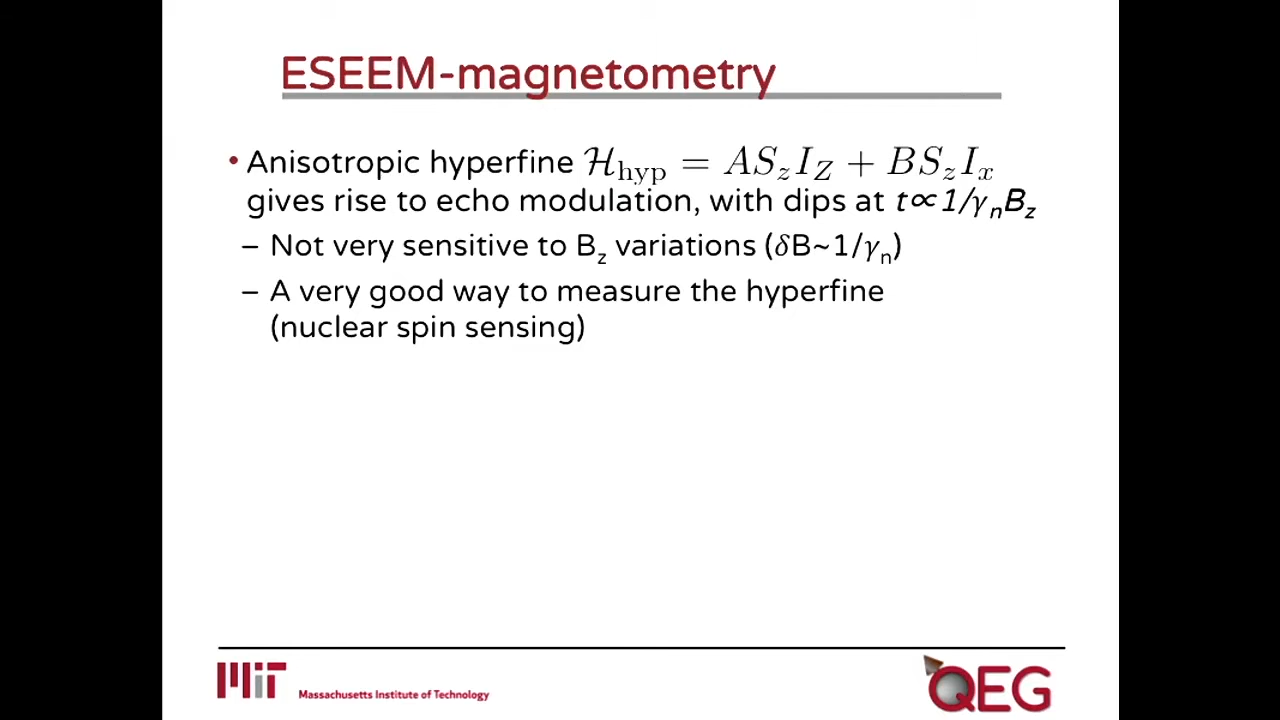 ESEEM-magnetometry
• Anisotropic hyperfine ℋ_hyp = AS_zI_Z + BS_zI_x
gives rise to echo modulation, with dips at t∝1/γ_nB_z
– Not very sensitive to B_z variations (δB~1/γ_n)
– A very good way to measure the hyperfine
(nuclear spin sensing)
MIT Massachusetts Institute of Technology
QEG